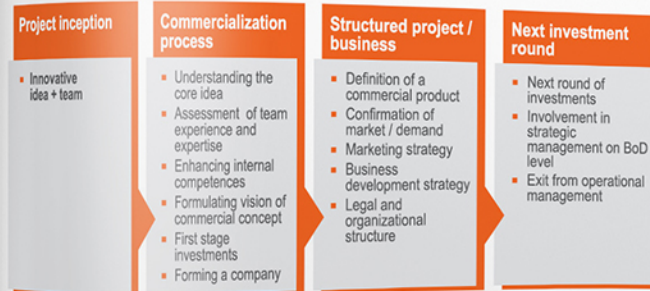 Project inception
Innovative
idea + team
Commercialization
process
Understanding the
core idea
Assessment of team
experience and
expertise
Enhancing internal
competences
Formulating vision of
commercial concept
First stage
investments
Forming a company
Structured project /
business
Definition of a
commercial product
Confirmation of
market / demand
Marketing strategy
Business
development strategy
Legal and
organizational
structure
Next investment
round
Next round of
investments
Involvement in
strategic
management on BoD
level
Exit from operational
management